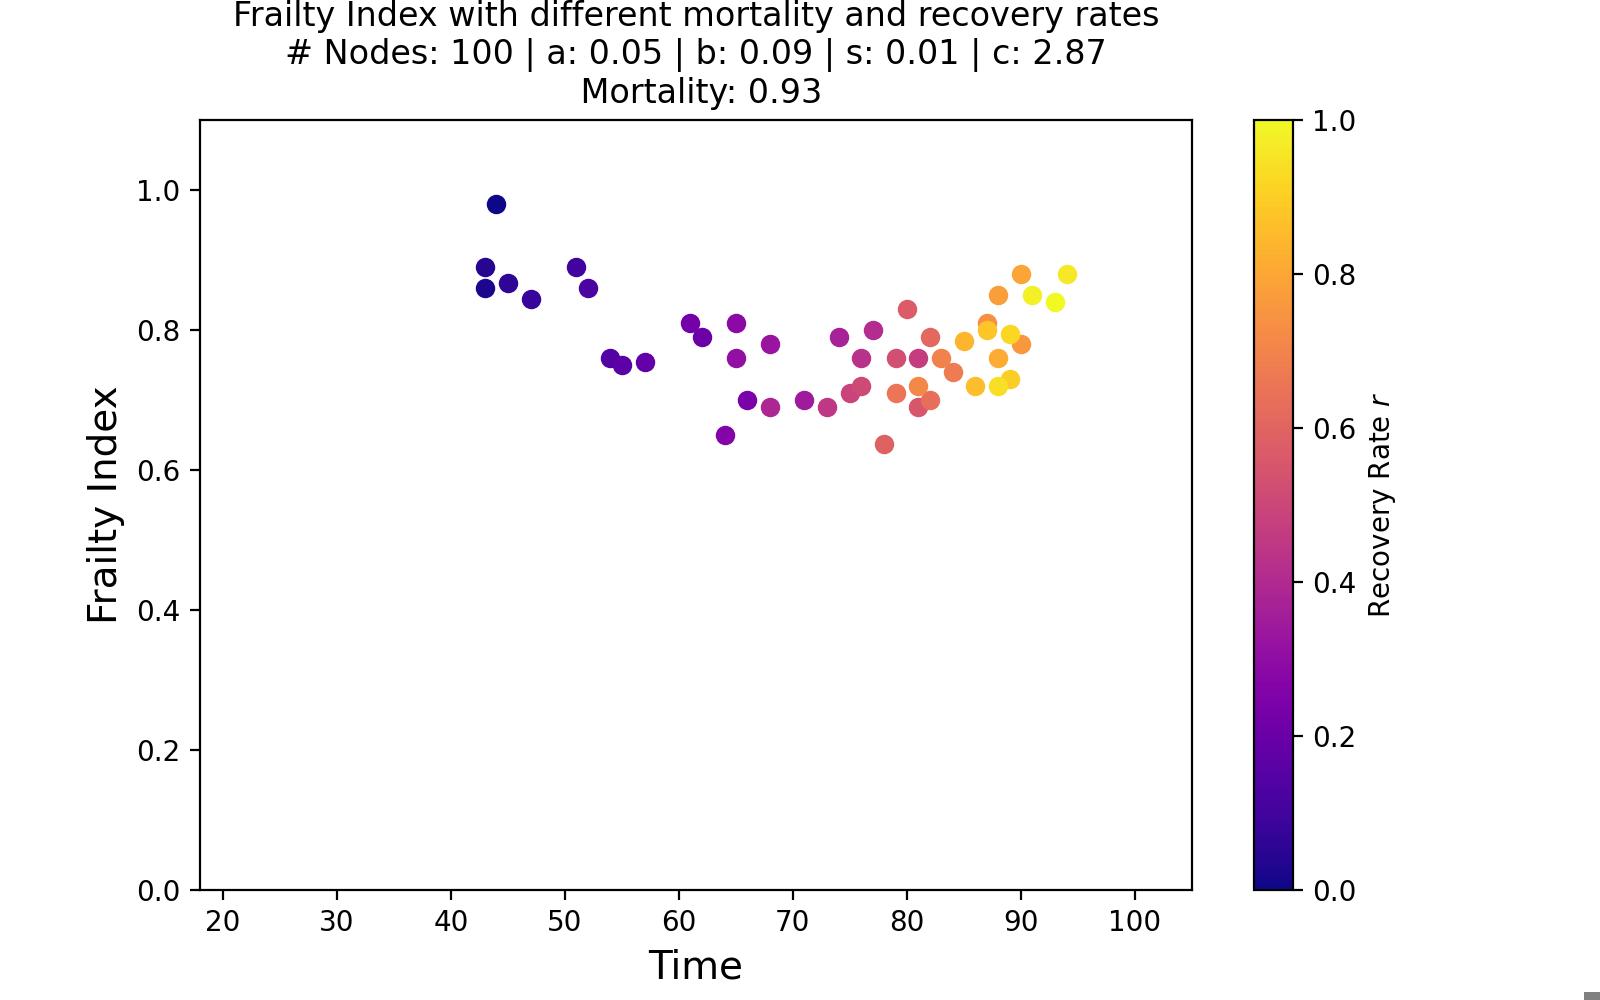 Frailty Index with different mortality and recovery rates
# Nodes: 100 | a: 0.05 | b: 0.09 | s: 0.01 | c: 2.87
Mortality: 0.93
Frailty Index
1.0
0.8
0.6
0.4
0.2
0.0
20 30 40 50 60 70 80 90 100
Time
1.0
0.8
0.6
0.4
0.2
0.0
Recovery Rate r